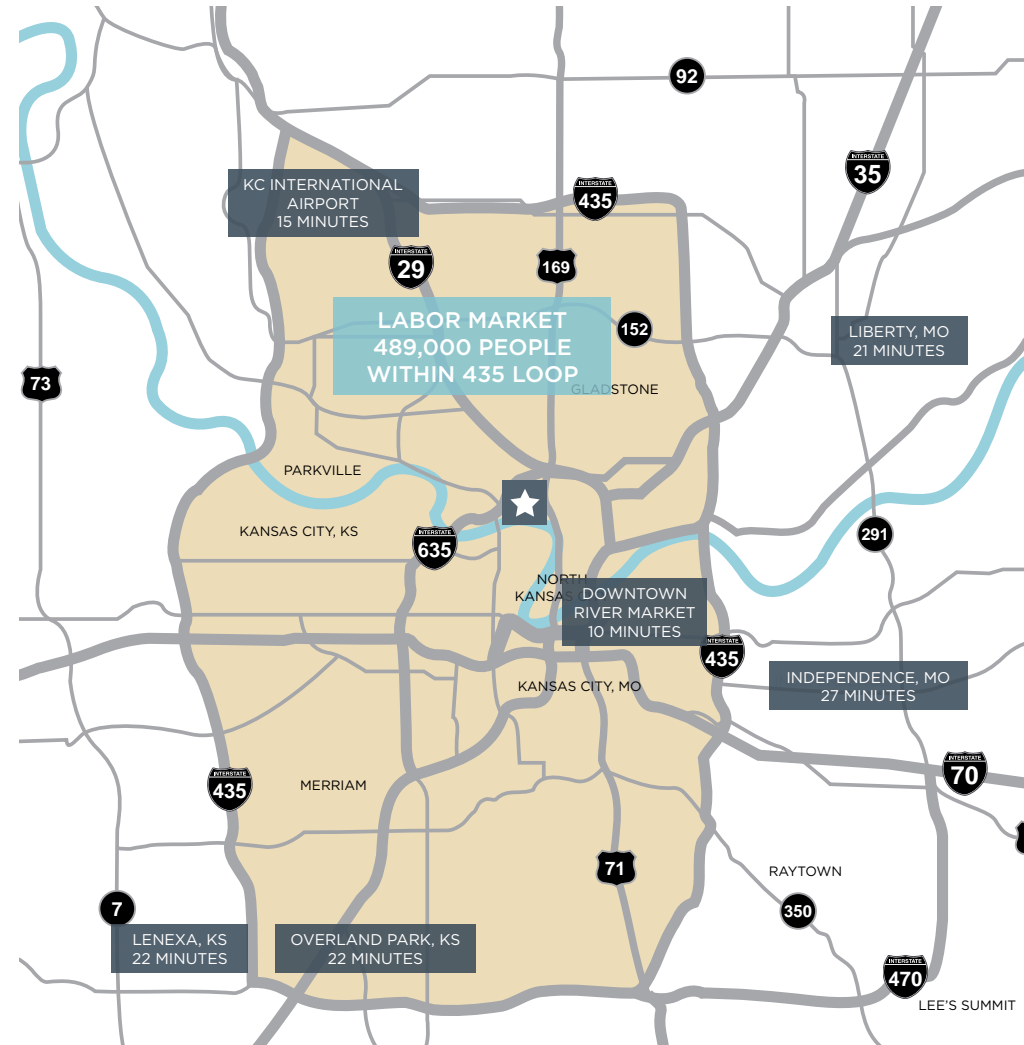 92
INTERSTATE
35
KC INTERNATIONAL
AIRPORT
15 MINUTES
INTERSTATE
435
INTERSTATE
29
169
LABOR MARKET
489,000 PEOPLE
WITHIN 435 LOOP
152
LIBERTY, MO
21 MINUTES
73
GLADSTONE
PARKVILLE
KANSAS CITY, KS
INTERSTATE
635
291
NORTH
KANSAS
DOWNTOWN
RIVER MARKET
10 MINUTES
INTERSTATE
435
INDEPENDENCE, MO
27 MINUTES
KANSAS CITY, MO
INTERSTATE
435
MERRIAM
INTERSTATE
70
71
RAYTOWN
7
350
LENEXA, KS
22 MINUTES
OVERLAND PARK, KS
22 MINUTES
INTERSTATE
470
LEE'S SUMMIT